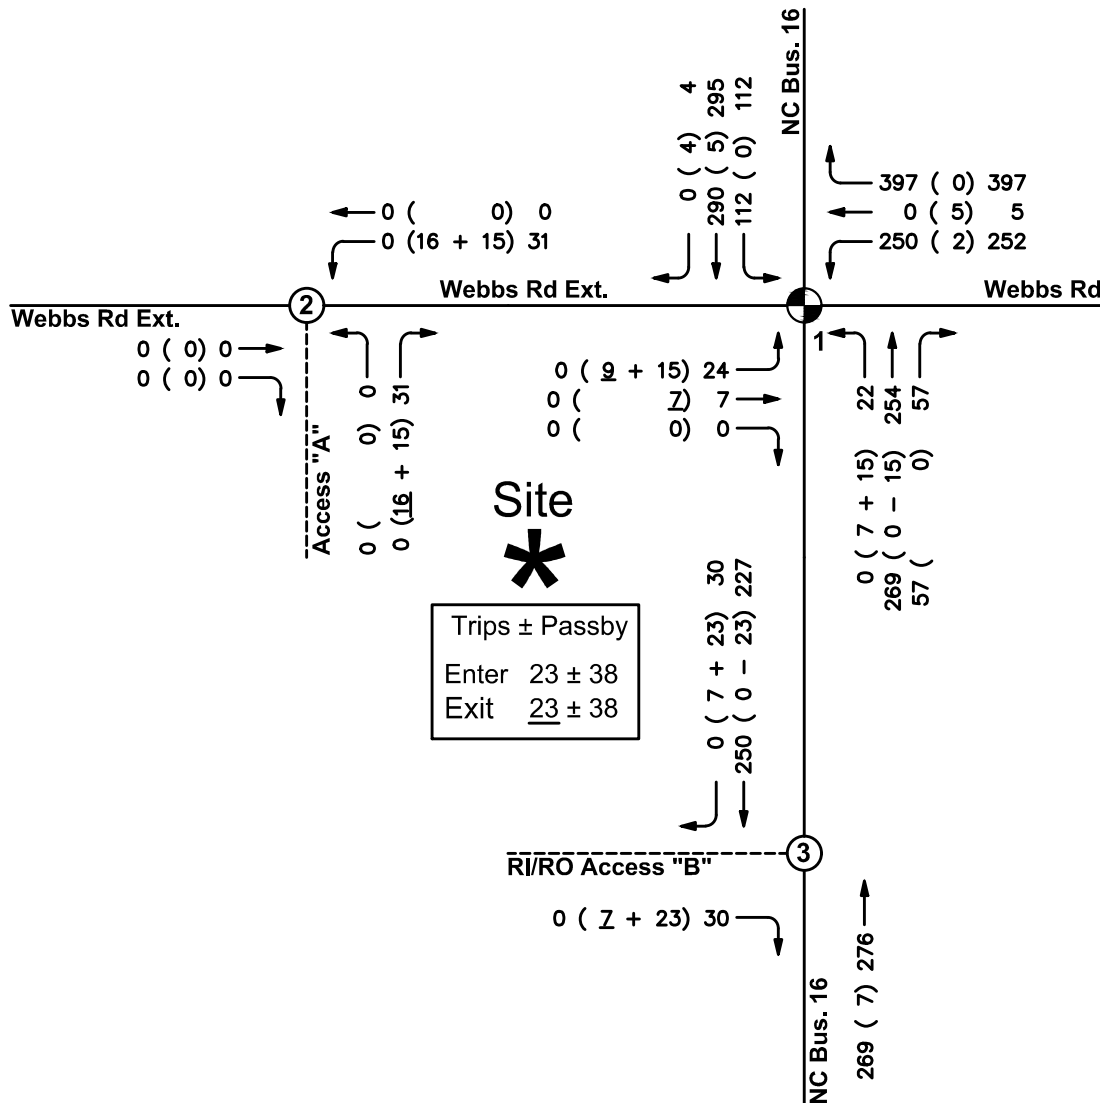 NC Bus. 16
0 ( 4) 4
290 ( 5) 295
112 ( 0) 112
397 ( 0) 397
0 ( 5) 5
250 ( 2) 252
0 ( 0) 0
0 (16 + 15) 31
Webbs Rd Ext.
Webbs Rd
2
Webbs Rd Ext.
1
0 ( 0) 0
0 ( 0) 0
Access "A"
0 ( 0) 0
0 (16 + 15) 31
0 ( 9 + 15) 24
0 ( 7) 7
0 ( 0) 0
0 ( 7 + 15) 22
269 ( 0 - 15) 254
57 ( 0) 57
Site
*
Trips ± Passby
Enter 23 ± 38
Exit 23 ± 38
0 ( 7 + 23) 30
250 ( 0 - 23) 227
3
RI/RO Access "B"
0 ( 7 + 23) 30
NC Bus. 16
269 ( 7) 276